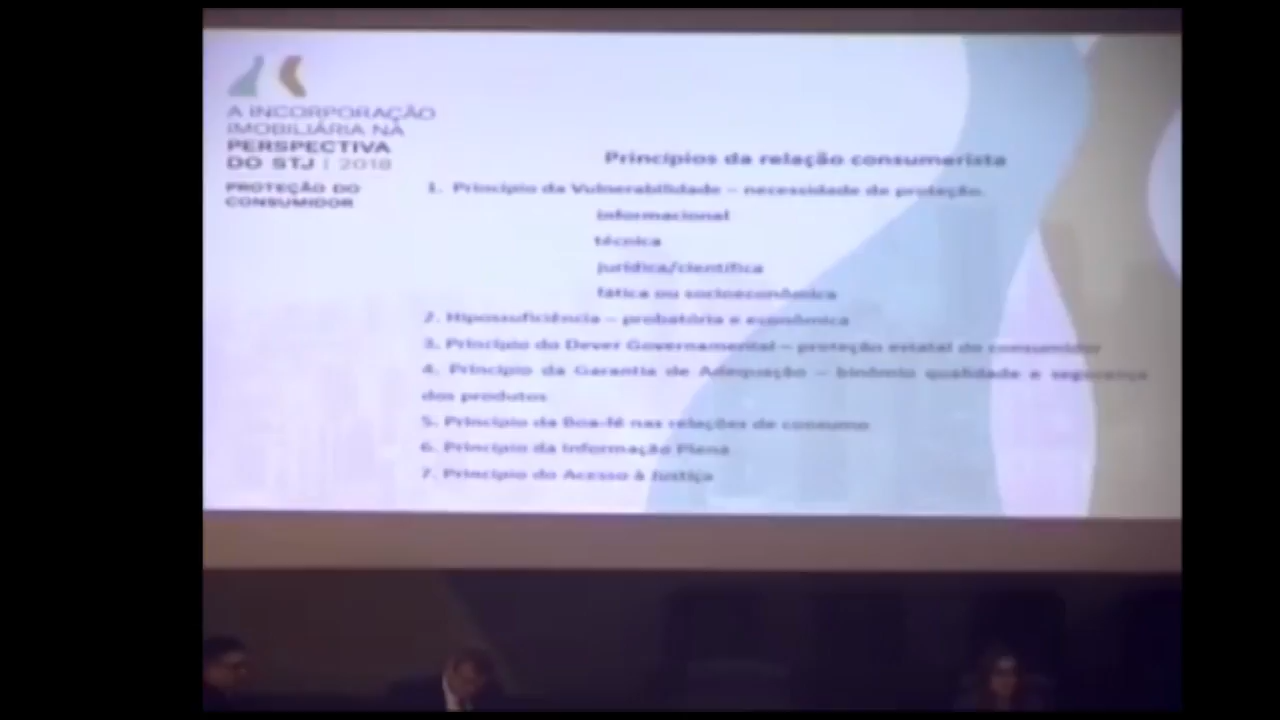 A INCORPORAÇÃO
IMOBILIÁRIA NA
PERSPECTIVA
DO STJ | 2018
PROTEÇÃO DO
CONSUMIDOR
Princípios da relação consumerista
1. Princípio da Vulnerabilidade – necessidade de proteção.
informacional
técnica
jurídica/científica
fática ou socioeconômica
2. Hipossuficiência – probatória e econômica
3. Princípio do Dever Governamental – proteção estatal do consumidor
4. Princípio da Garantia de Adequação – binômio qualidade e segurança
dos produtos
5. Princípio da Boa-fé nas relações de consumo
6. Princípio da Informação Plena
7. Princípio do Acesso à Justiça